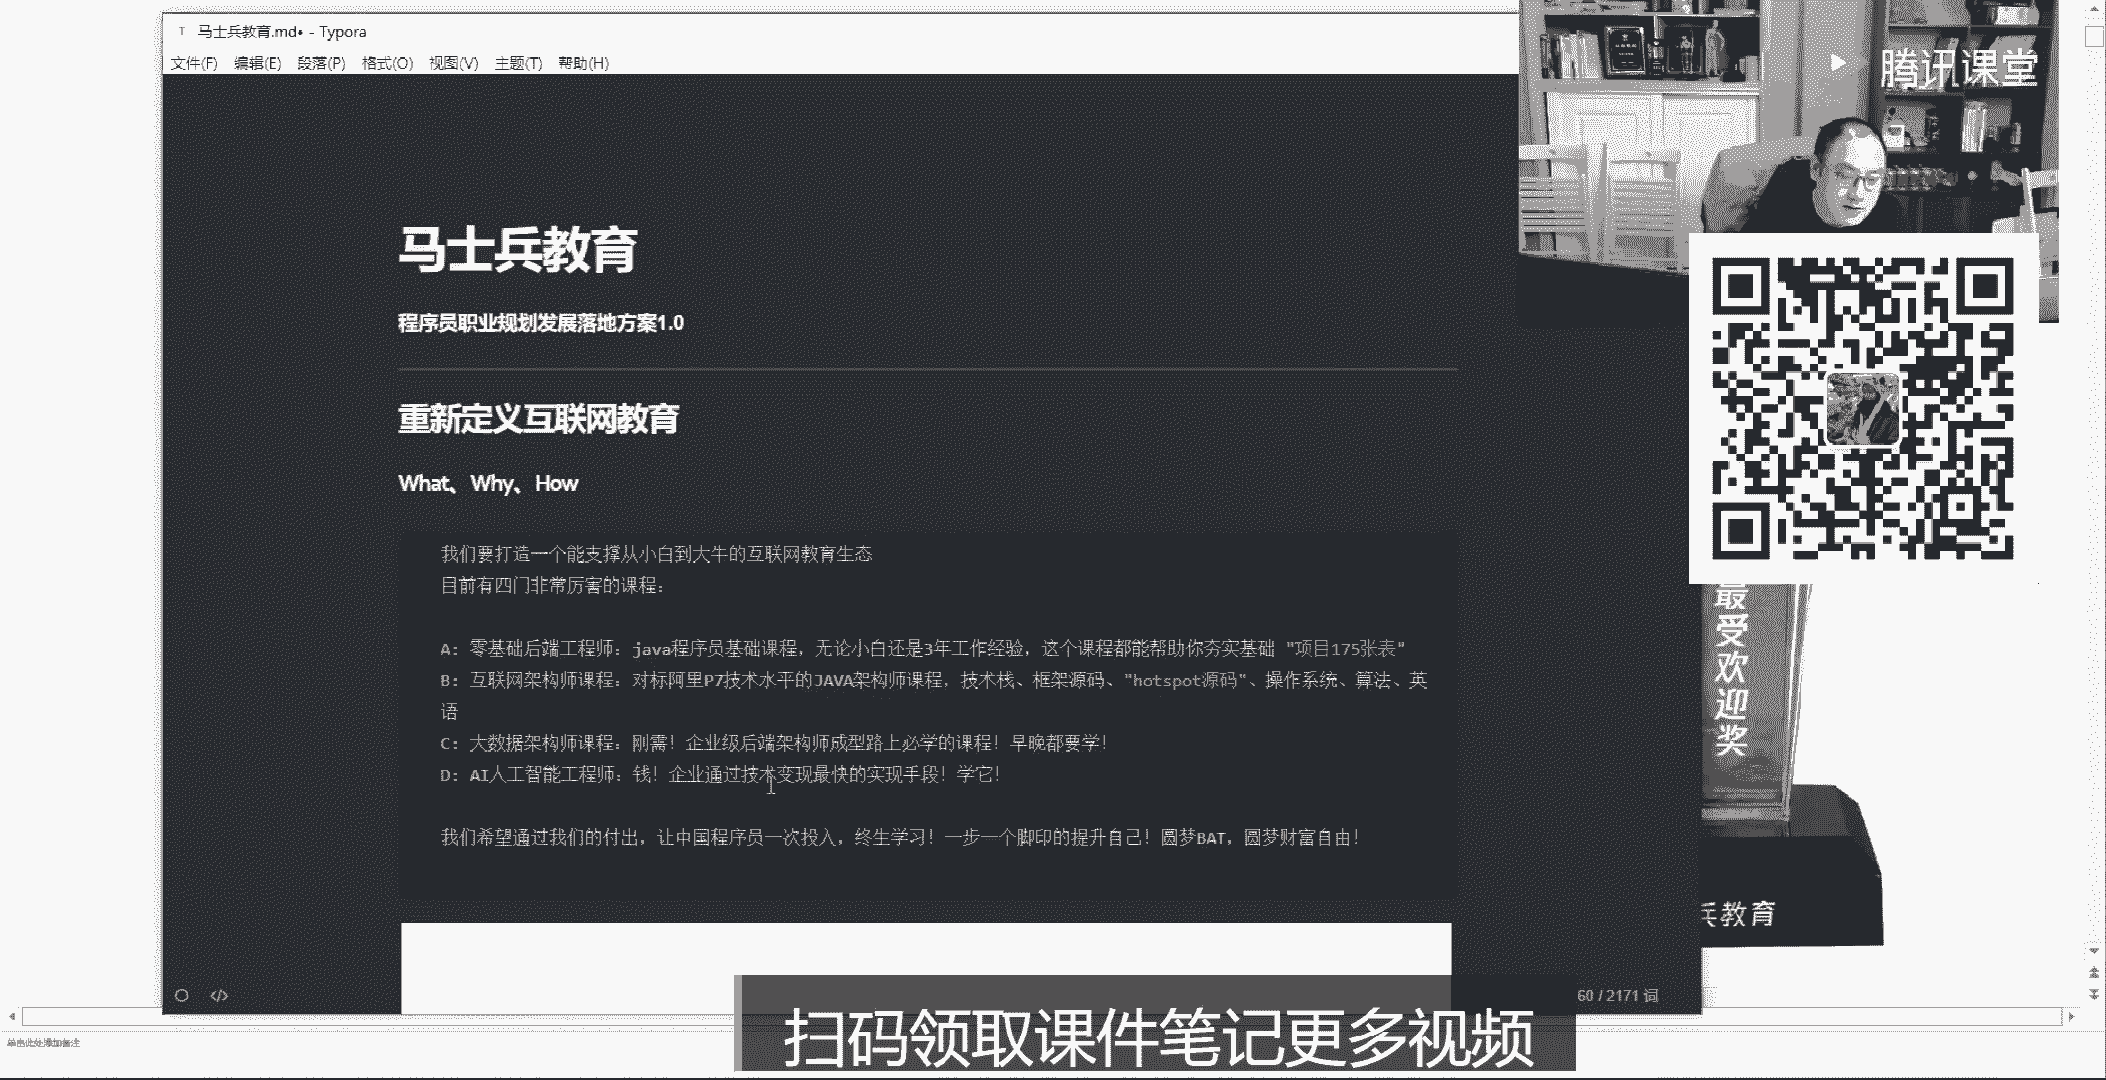 T 马士兵教育.md• - Typora
文件(F) 编辑(E) 段落(P) 格式(O) 视图(V) 主题(T) 帮助(H)
腾讯课堂
马士兵教育
程序员职业规划发展落地方案1.0
重新定义互联网教育
What、Why、How
我们要打造一个能支撑从小白到大牛的互联网教育生态
目前有四门非常厉害的课程：
A: 零基础后端工程师：java程序员基础课程，无论小白还是3年工作经验，这个课程都能帮助你夯实基础 "项目175张表"
B: 互联网架构师课程：对标阿里P7技术水平的JAVA架构师课程，技术栈、框架源码、"hotspot源码"、操作系统、算法、英
语
C: 大数据架构师课程：刚需！企业级后端架构师成型路上必学的课程！早晚都要学！
D: AI人工智能工程师：钱！企业通过技术变现最快的实现手段！学它！
我们希望通过我们的付出，让中国程序员一次投入，终生学习！一步一个脚印的提升自己！圆梦BAT，圆梦财富自由！
最受欢迎奖
兵教育
60 / 2171 词
扫码领取课件笔记更多视频
单击此处添加备注